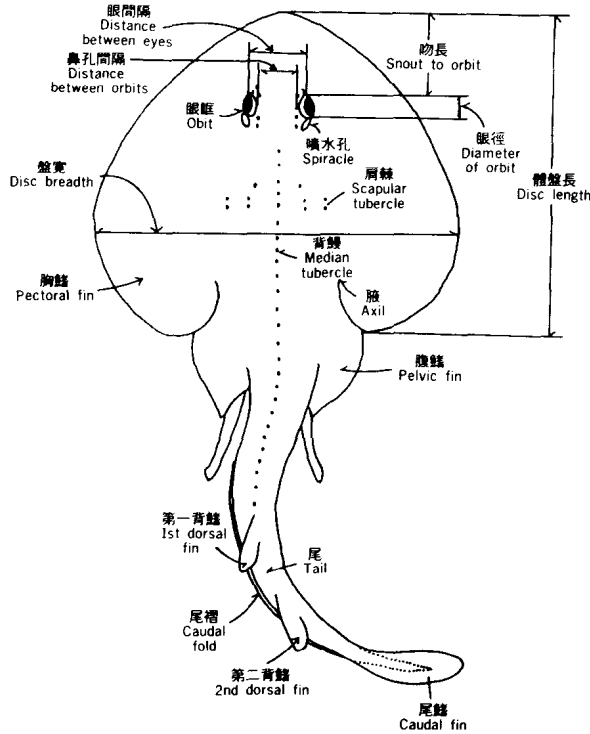 眼間隔
Distance
between eyes
鼻孔間隔
Distance
between orbits
吻長
Snout to orbit
眼眶
Obit
噴水孔
Spiracle
眼徑
Diameter
of orbit
盤寬
Disc breadth
肩棘
Scapular
tubercle
體盤長
Disc length
背鰻
Median
tubercle
胸鰭
Pectoral fin
腋
Axil
腹鰭
Pelvic fin
第一背鰭
Ist dorsal
fin
尾
Tail
尾褶
Caudal
fold
第二背鰭
2nd dorsal fin
尾鰭
Caudal fin